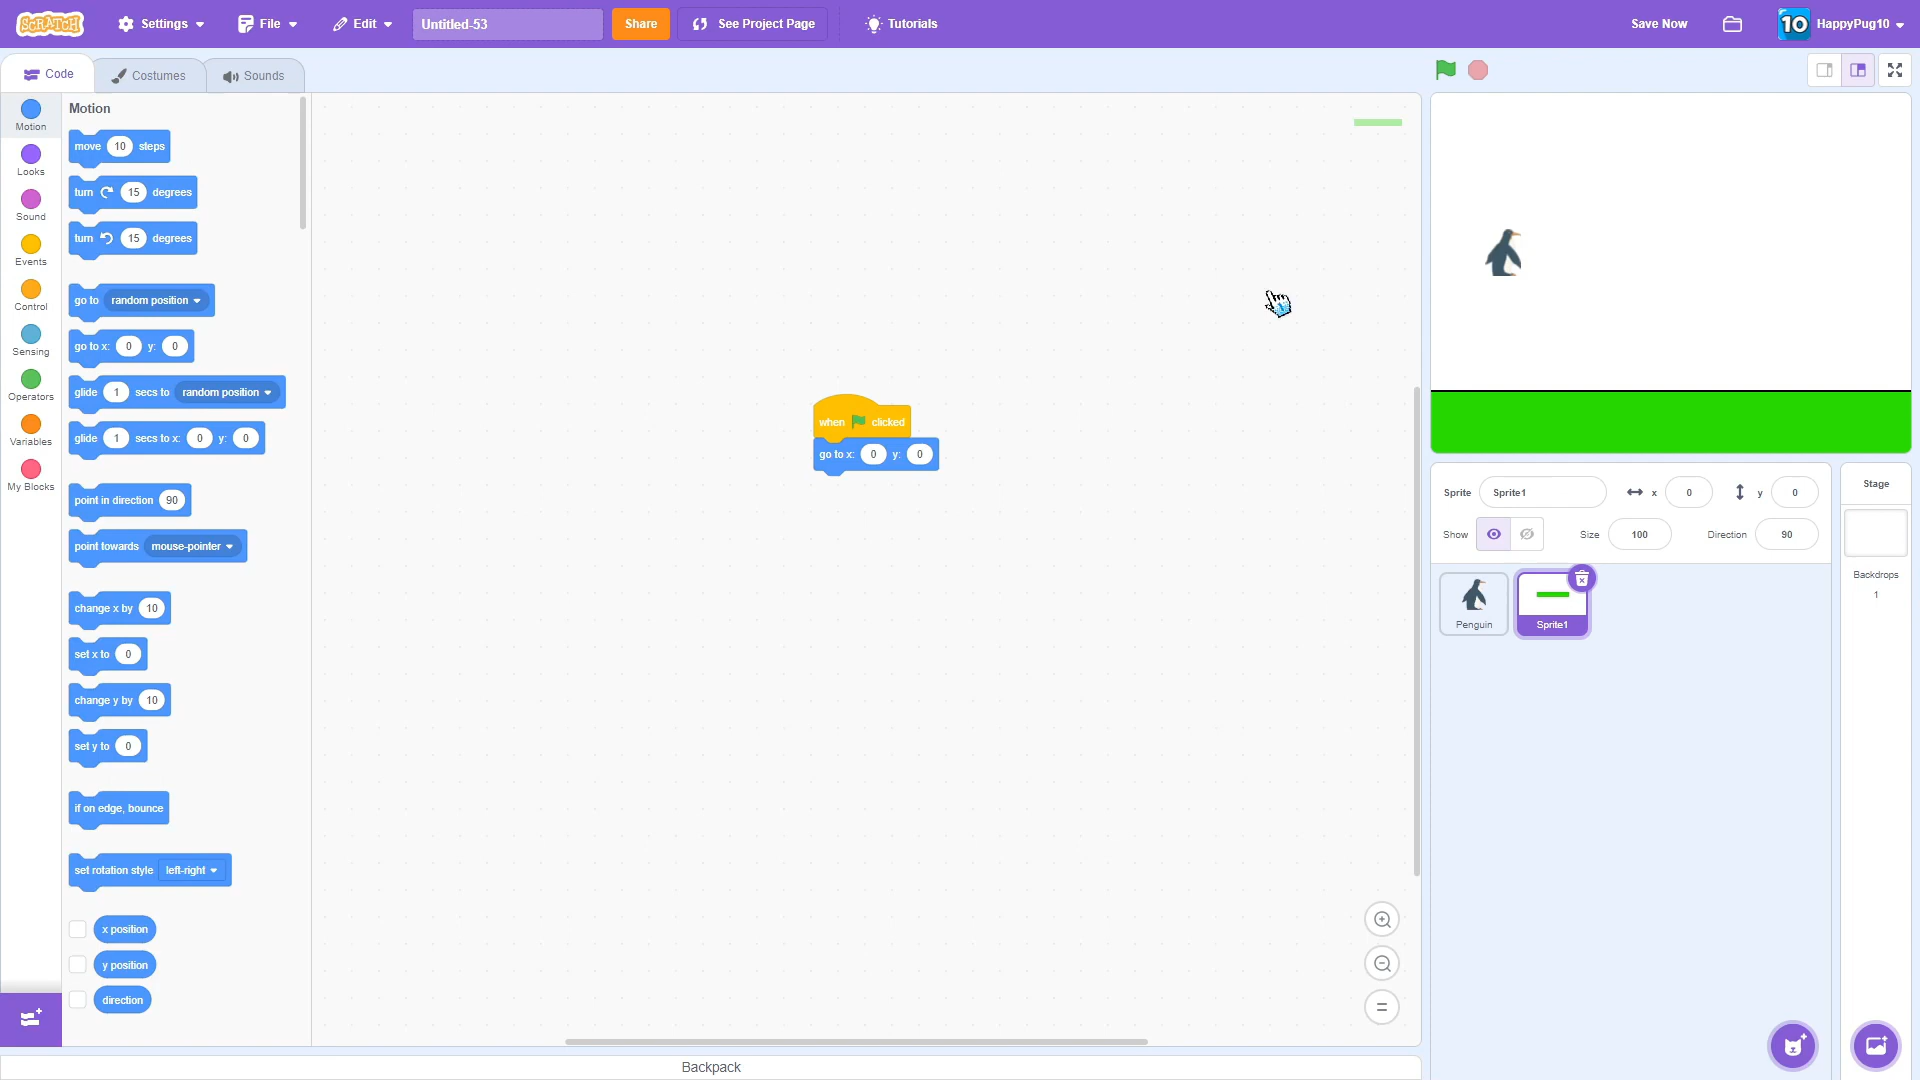 SCRATCH
Settings
File
Edit
Untitled-53
Share
See Project Page
Tutorials
Save Now
10
HappyPug10
Code
Costumes
Sounds
Motion
Looks
Sound
Events
Control
Sensing
Operators
Variables
My Blocks
Motion
move 10 steps
turn 15 degrees
turn 15 degrees
go to random position
go to x: 0 y: 0
glide 1 secs to random position
glide 1 secs to x: 0 y: 0
point in direction 90
point towards mouse-pointer
change x by 10
set x to 0
change y by 10
set y to 0
if on edge, bounce
set rotation style left-right
x position
y position
direction
when clicked
go to x: 0 y: 0
Backpack
Sprite Sprite1 x 0 y 0
Show Size 100 Direction 90
Penguin
Sprite1
Stage
Backdrops
1